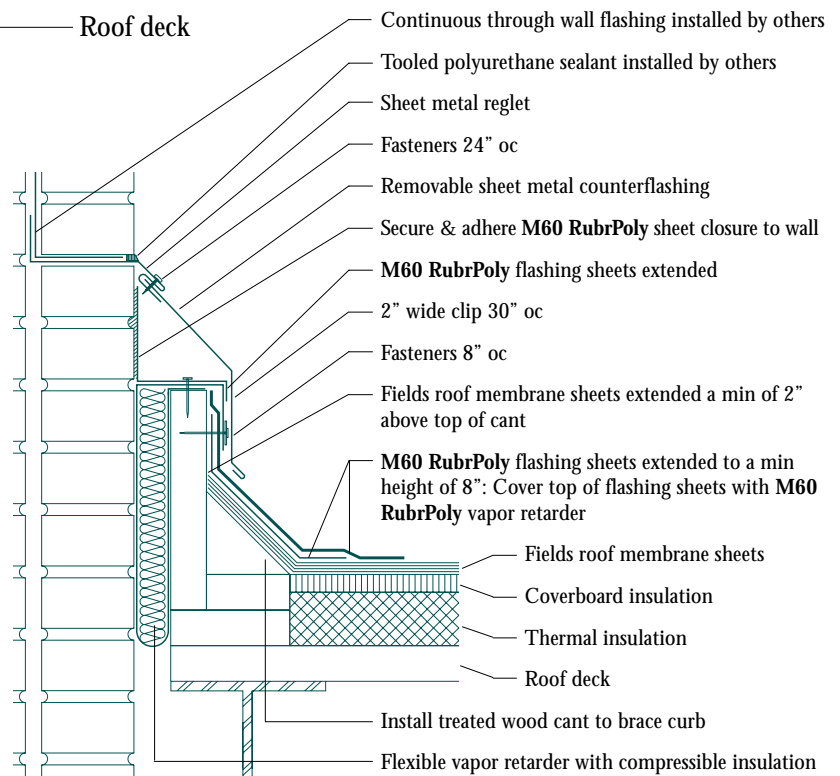 Roof deck
Continuous through wall flashing installed by others
Tooled polyurethane sealant installed by others
Sheet metal reglet
Fasteners 24” oc
Removable sheet metal counterflashing
Secure & adhere M60 RubrPoly sheet closure to wall
M60 RubrPoly flashing sheets extended
2” wide clip 30” oc
Fasteners 8” oc
Fields roof membrane sheets extended a min of 2”
above top of cant
M60 RubrPoly flashing sheets extended to a min
height of 8”: Cover top of flashing sheets with M60
RubrPoly vapor retarder
Fields roof membrane sheets
Coverboard insulation
Thermal insulation
Roof deck
Install treated wood cant to brace curb
Flexible vapor retarder with compressible insulation